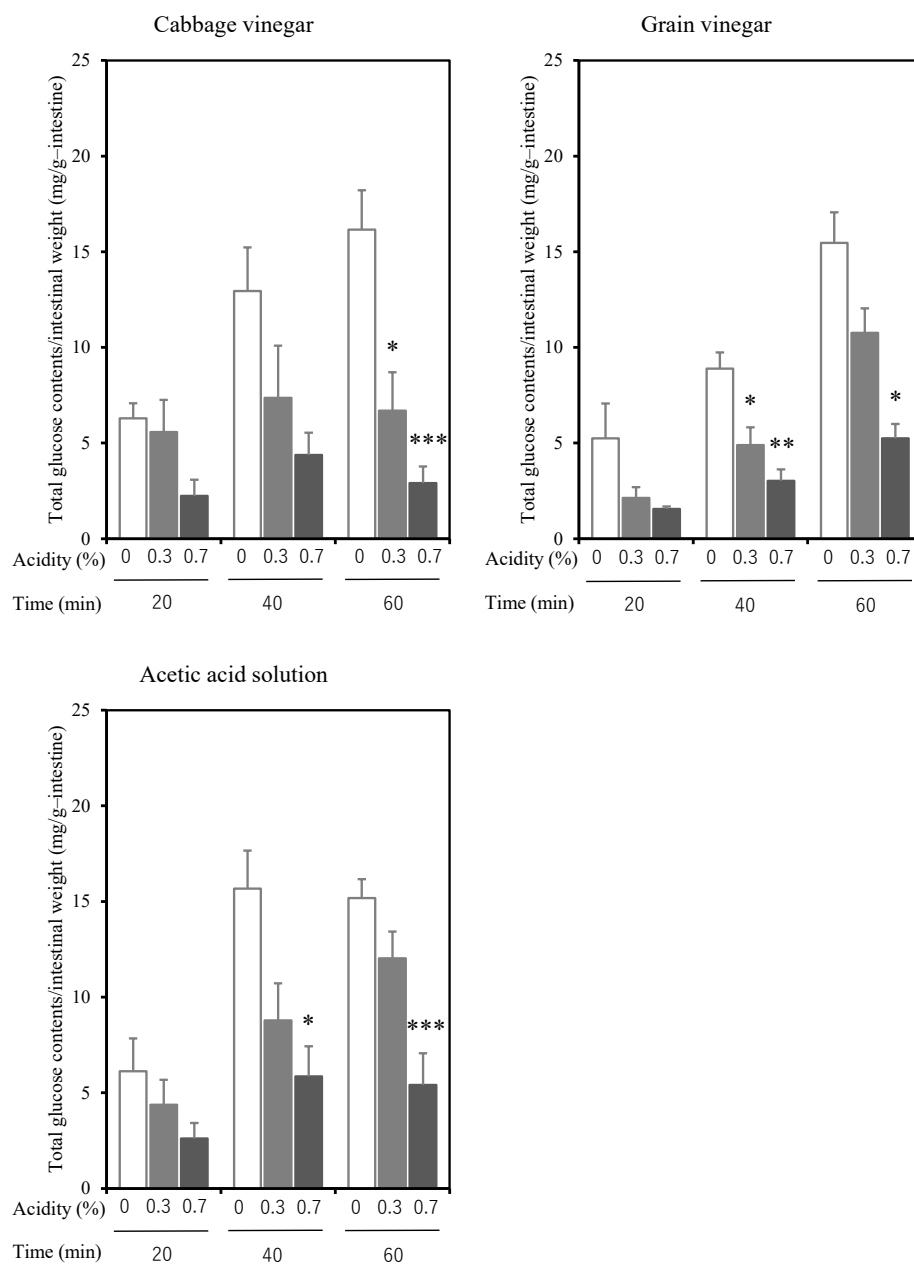 Cabbage vinegar
Total glucose contents/intestinal weight (mg/g–intestine)
25
20
15
10
5
0
*
***
Acidity (%) 0 0.3 0.7 0 0.3 0.7 0 0.3 0.7
Time (min) 20 40 60
Grain vinegar
Total glucose contents/intestinal weight (mg/g–intestine)
25
20
15
10
5
0
*
**
*
Acidity (%) 0 0.3 0.7 0 0.3 0.7 0 0.3 0.7
Time (min) 20 40 60
Acetic acid solution
Total glucose contents/intestinal weight (mg/g–intestine)
25
20
15
10
5
0
*
***
Acidity (%) 0 0.3 0.7 0 0.3 0.7 0 0.3 0.7
Time (min) 20 40 60